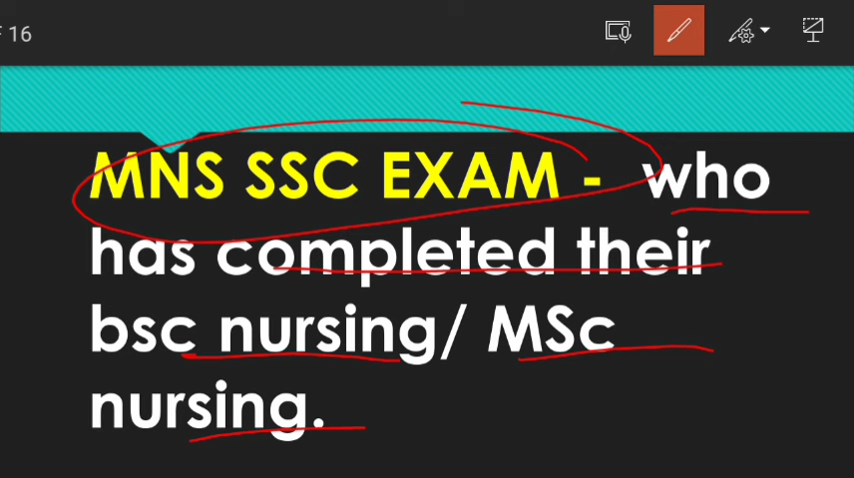 16
MNS SSC EXAM - who
has completed their
bsc nursing/ MSc
nursing.